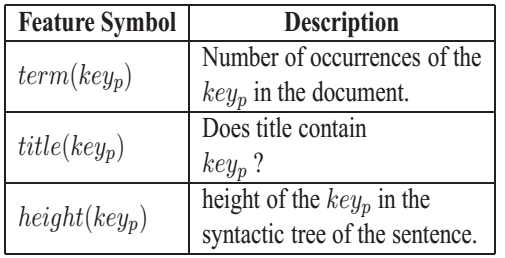 Feature Symbol Description
term(key_p) Number of occurrences of the
key_p in the document.
title(key_p) Does title contain
key_p ?
height(key_p) height of the key_p in the
syntactic tree of the sentence.